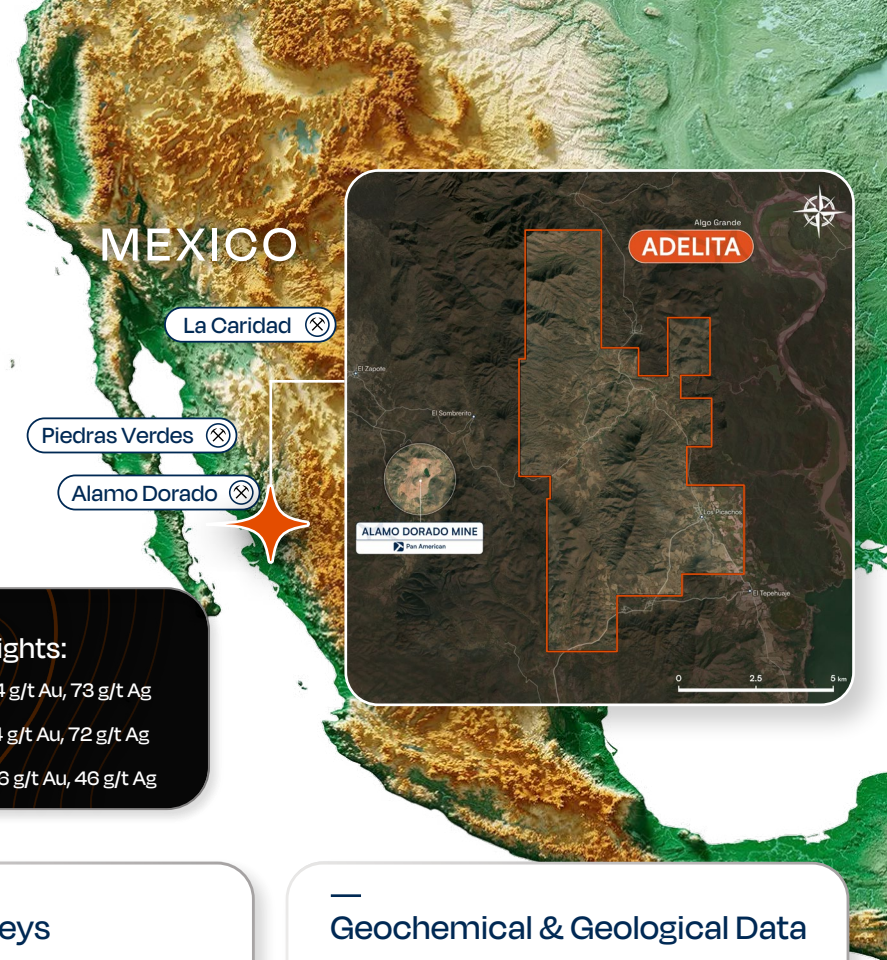 Algo Grande
ADELITA
MEXICO
La Caridad
El Zapote
El Sombrerito
Piedras Verdes
Alamo Dorado
Los Picachos
ALAMO DORADO MINE
Pan American
El Tepehuaje
ights:
0 2.5 5 km
4 g/t Au, 73 g/t Ag
g/t Au, 72 g/t Ag
6 g/t Au, 46 g/t Ag
eys
Geochemical & Geological Data